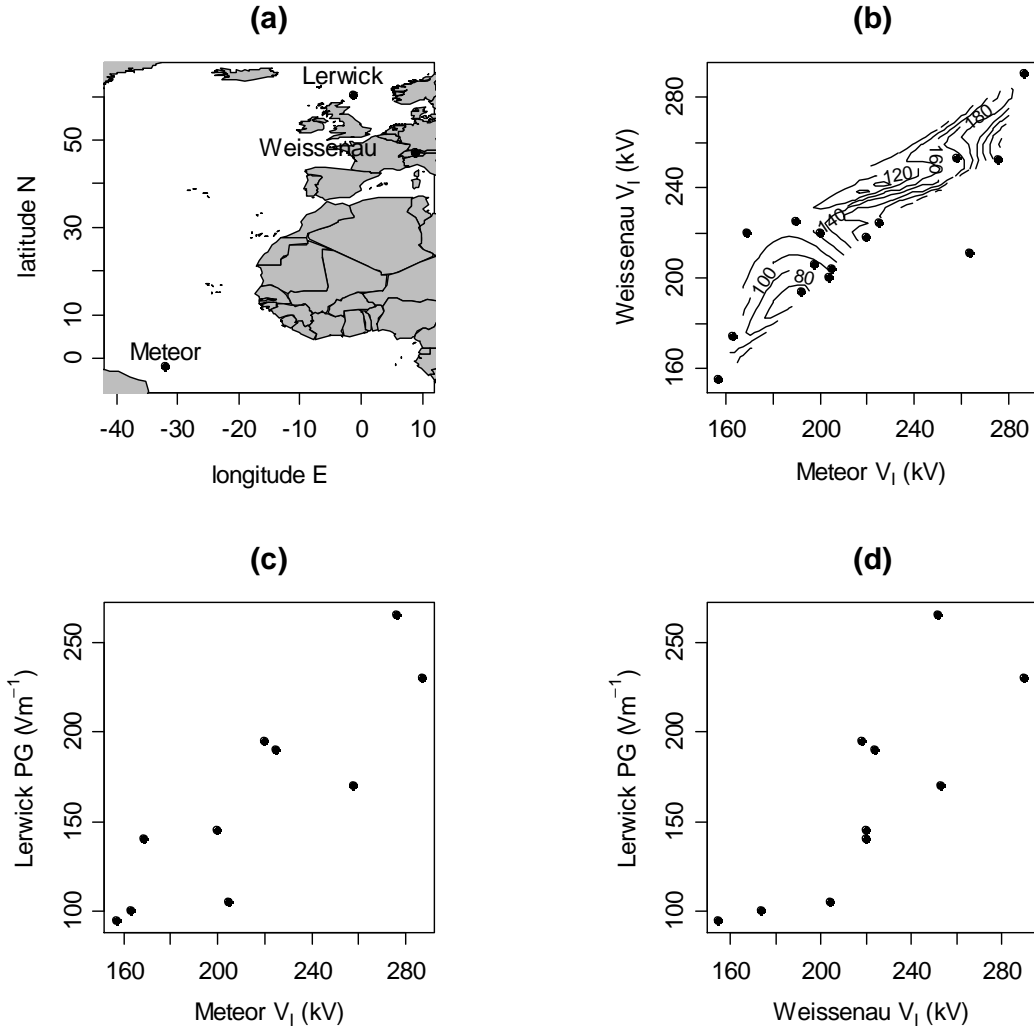 (a)
Lerwick
Weissenau
Meteor
0 10 30 50
latitude N
-40 -30 -20 -10 0 10
longitude E
(b)
180
160
120
140
100
80
160 200 240 280
Weissenau V_I (kV)
160 200 240 280
Meteor V_I (kV)
(c)
100 150 200 250
Lerwick PG (Vm⁻¹)
160 200 240 280
Meteor V_I (kV)
(d)
100 150 200 250
Lerwick PG (Vm⁻¹)
160 200 240 280
Weissenau V_I (kV)